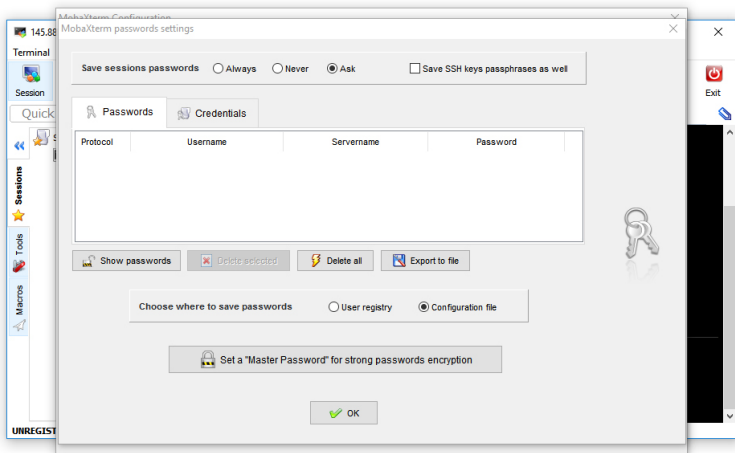 MobaXterm Configuration
MobaXterm passwords settings
145.88
Terminal
Session
Exit
Quick
Save sessions passwords Always Never Ask Save SSH keys passphrases as well
Passwords Credentials
Protocol Username Servername Password
Sessions
Tools
Macros
Show passwords Delete selected Delete all Export to file
Choose where to save passwords User registry Configuration file
Set a "Master Password" for strong passwords encryption
OK
UNREGIST